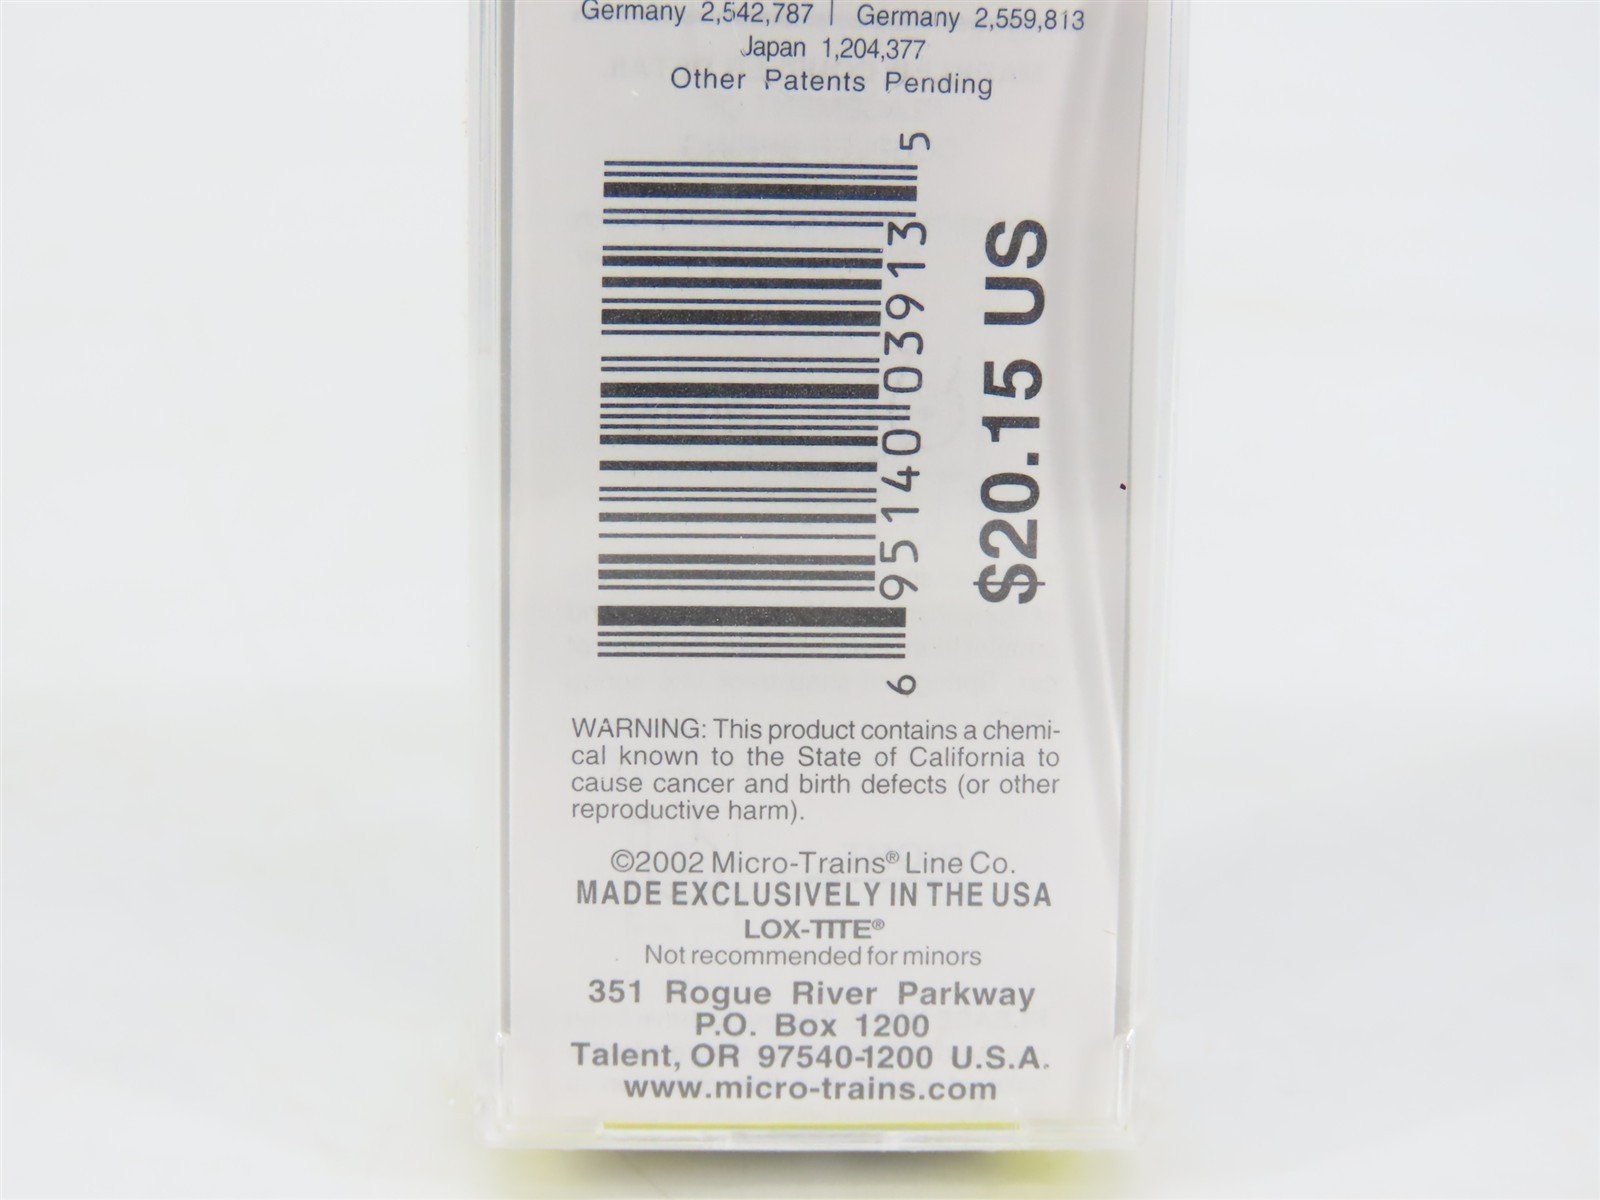 Germany 2,542,787 | Germany 2,559,813
Japan 1,204,377
Other Patents Pending
6 95140 03913 5
$20.15 US
WARNING: This product contains a chemi-
cal known to the State of California to
cause cancer and birth defects (or other
reproductive harm).
©2002 Micro-Trains® Line Co.
MADE EXCLUSIVELY IN THE USA
LOX-TITE®
Not recommended for minors
351 Rogue River Parkway
P.O. Box 1200
Talent, OR 97540-1200 U.S.A.
www.micro-trains.com